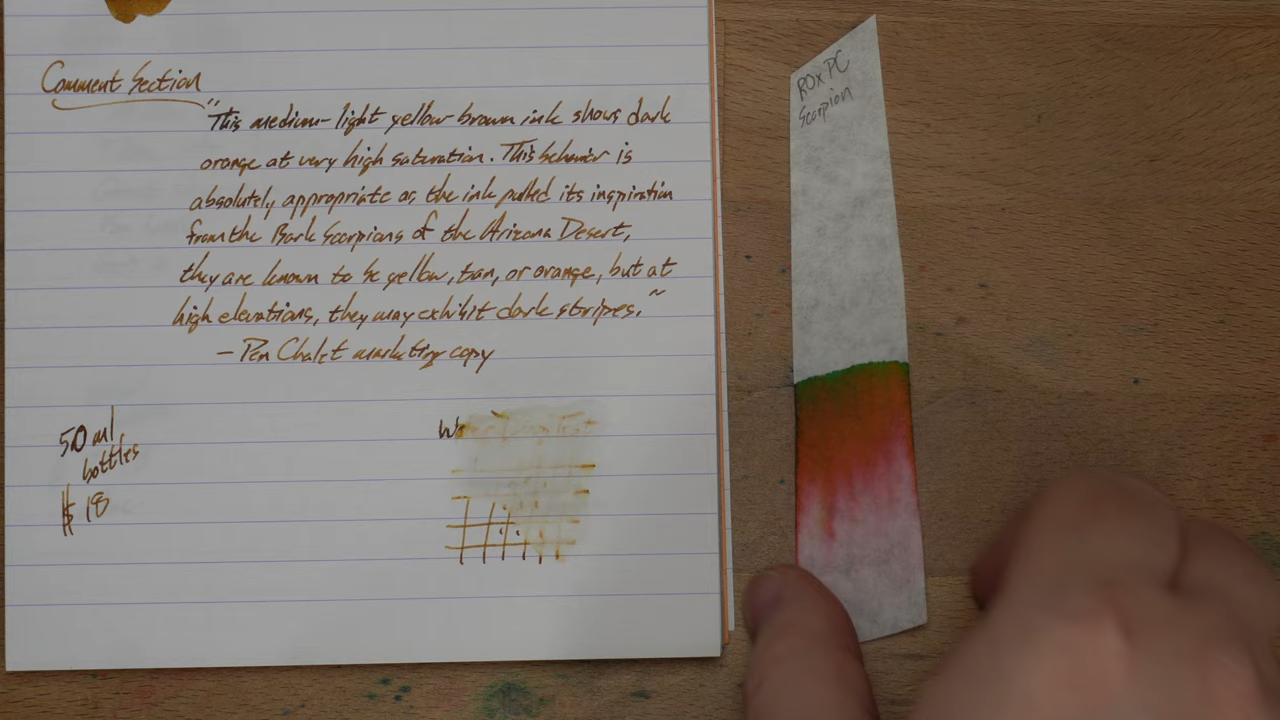 Comment Section
"This medium-light yellow-brown ink shows dark
orange at very high saturation. This behavior is
absolutely appropriate as the ink pulled its inspiration
from the Bark Scorpions of the Arizona Desert,
they are known to be yellow, tan, or orange, but at
high elevations, they may exhibit dark stripes."
- Pen Chalet marketing copy
50 ml
bottles
$18
ROxPC
Scorpion